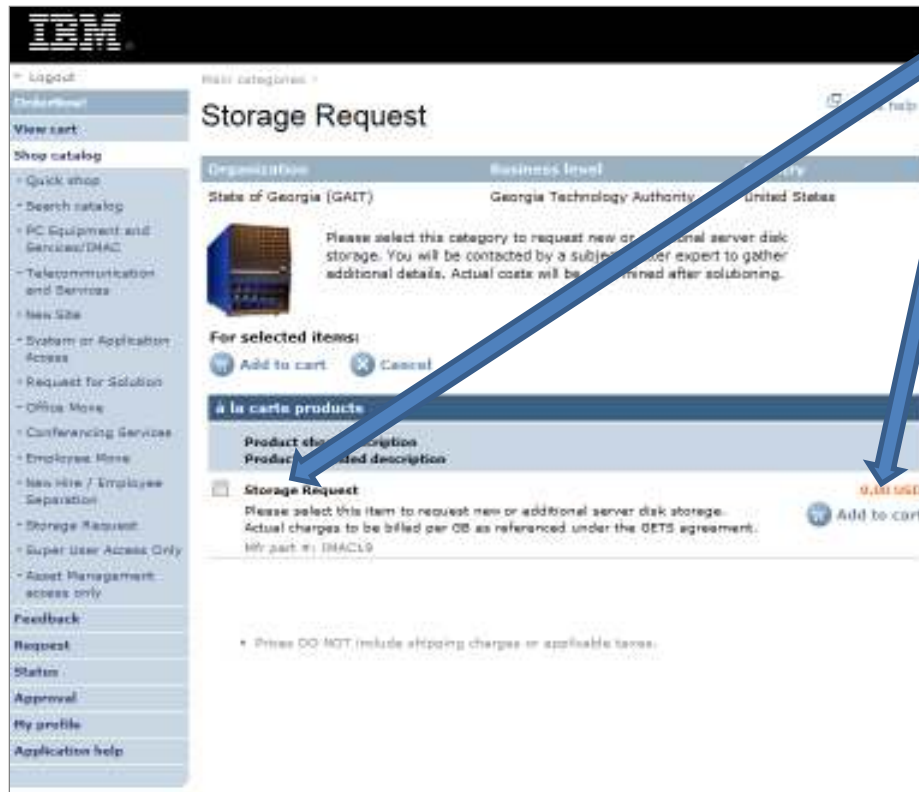 IBM
Logout
Main categories
help
Storage Request
View cart
Shop catalog
Organization Business level
Quick shop
State of Georgia (GAIT) Georgia Technology Authority United States
Search catalog
PC Equipment and
Services/IMAC
Please select this category to request new or server disk
storage. You will be contacted by a expert to gather
additional details. Actual costs will be after solutioning.
Telecommunication
and Services
New Site
System or Application
Access
For selected items:
Add to cart Cancel
Request for Solution
Office Move
à la carte products
Conferencing Services
Product
Product description
Employee Move
New Hire / Employee
Separation
Storage Request
0.00 USD
Please select this item to request new or additional server disk storage.
Actual charges to be billed per GB as referenced under the GETS agreement.
Add to cart
Mfr part #: IMAC19
Storage Request
Super User Access Only
Asset Management
access only
Feedback
Request
Prices DO NOT include shipping charges or applicable taxes.
Status
Approval
My profile
Application help